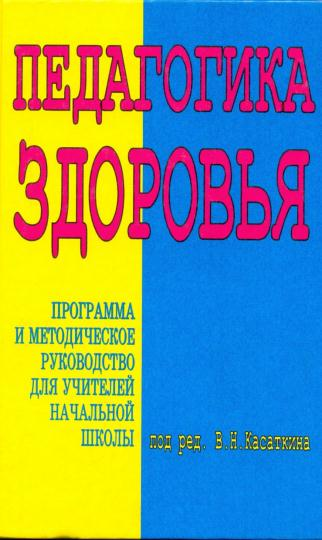 ПЕДАГОГИКА
ЗДОРОВЬЯ
ПРОГРАММА
И МЕТОДИЧЕСКОЕ
РУКОВОДСТВО
ДЛЯ УЧИТЕЛЕЙ
НАЧАЛЬНОЙ
ШКОЛЫ
под ред. В.Н.Касаткина